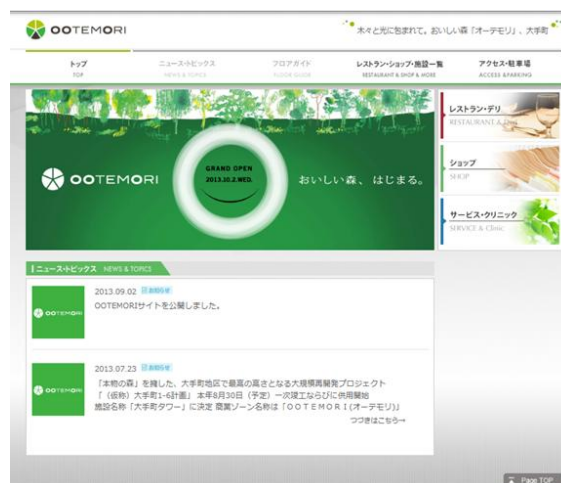 OOTEMORI
木々と光に包まれて。おいしい森「オーテモリ」、大手町
トップ
TOP
ニュース・トピックス
NEWS & TOPICS
フロアガイド
FLOOR GUIDE
レストラン・ショップ・施設一覧
RESTAURANT & SHOP & MORE
アクセス・駐車場
ACCESS &PARKING
OOTEMORI
GRAND OPEN
2013.10.2.WED.
おいしい森、はじまる。
レストラン・デリ
RESTAURANT &
ショップ
SHOP
サービス・クリニック
SERVICE & Clinic
ニュース・トピックス NEWS & TOPICS
OOTEMORI
2013.09.02 お知らせ
OOTEMORIサイトを公開しました。
OOTEMORI
2013.07.23 お知らせ
「本物の森」を擁した、大手町地区で最高の高さとなる大規模再開発プロジェクト
「（仮称）大手町1-6計画」 本年8月30日（予定）一次竣工ならびに供用開始
施設名称「大手町タワー」に決定 商業ゾーン名称は「ＯＯＴＥＭＯＲＩ(オーテモリ)」
つづきはこちら→
Page TOP